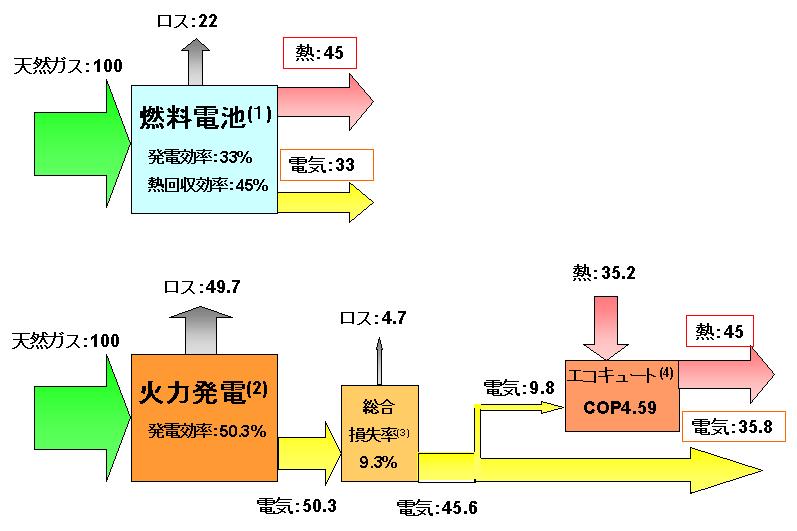 ロス:22
天然ガス:100
熱:45
燃料電池(1)
発電効率:33%
熱回収効率:45%
電気:33
ロス:49.7
熱:35.2
天然ガス:100
ロス:4.7
熱:45
火力発電(2)
発電効率:50.3%
総合
損失率(3)
9.3%
電気:9.8
エコキュート(4)
COP4.59
電気:35.8
電気:50.3
電気:45.6